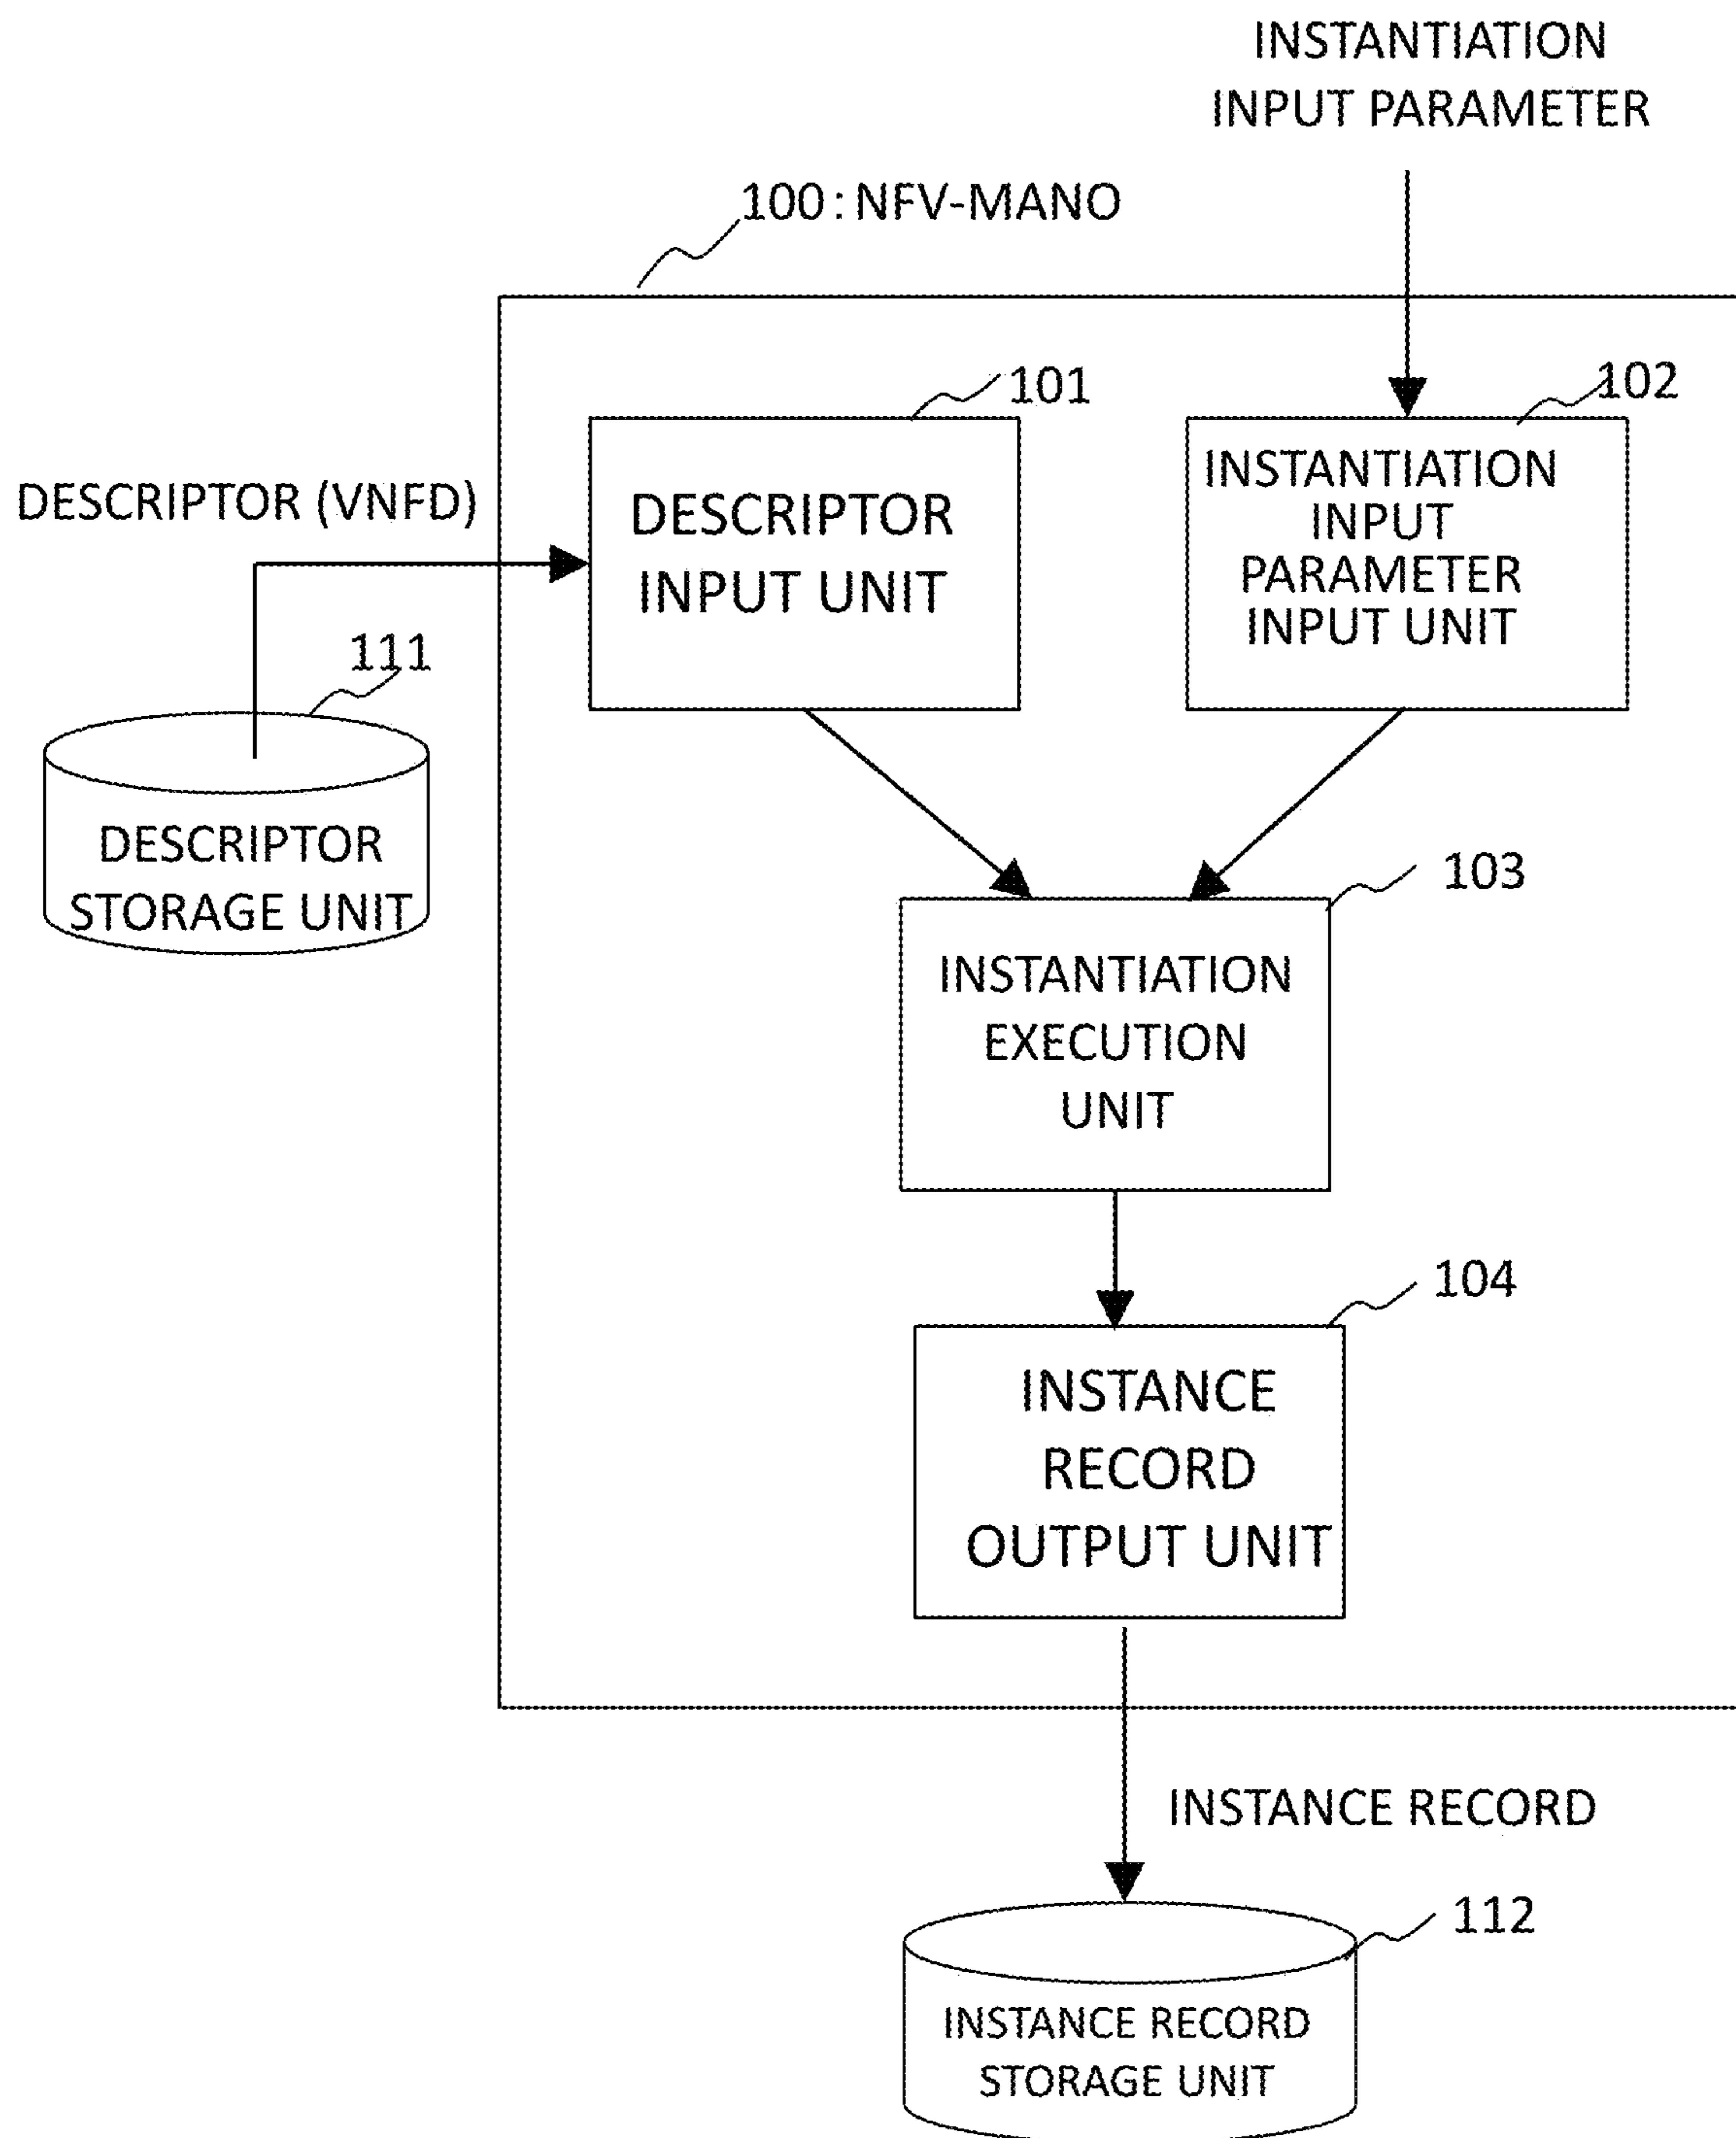 INSTANTIATION
INPUT PARAMETER
100 : NFV-MANO
101
102
DESCRIPTOR (VNFD)
DESCRIPTOR
INPUT UNIT
INSTANTIATION
INPUT
PARAMETER
INPUT UNIT
111
DESCRIPTOR
STORAGE UNIT
103
INSTANTIATION
EXECUTION
UNIT
104
INSTANCE
RECORD
OUTPUT UNIT
INSTANCE RECORD
112
INSTANCE RECORD
STORAGE UNIT